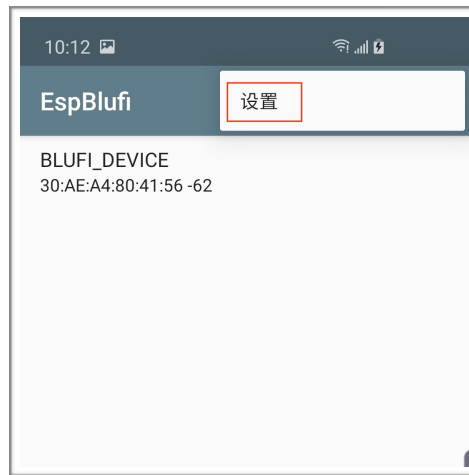 10:12
EspBlufi
设置
BLUFI_DEVICE
30:AE:A4:80:41:56 -62